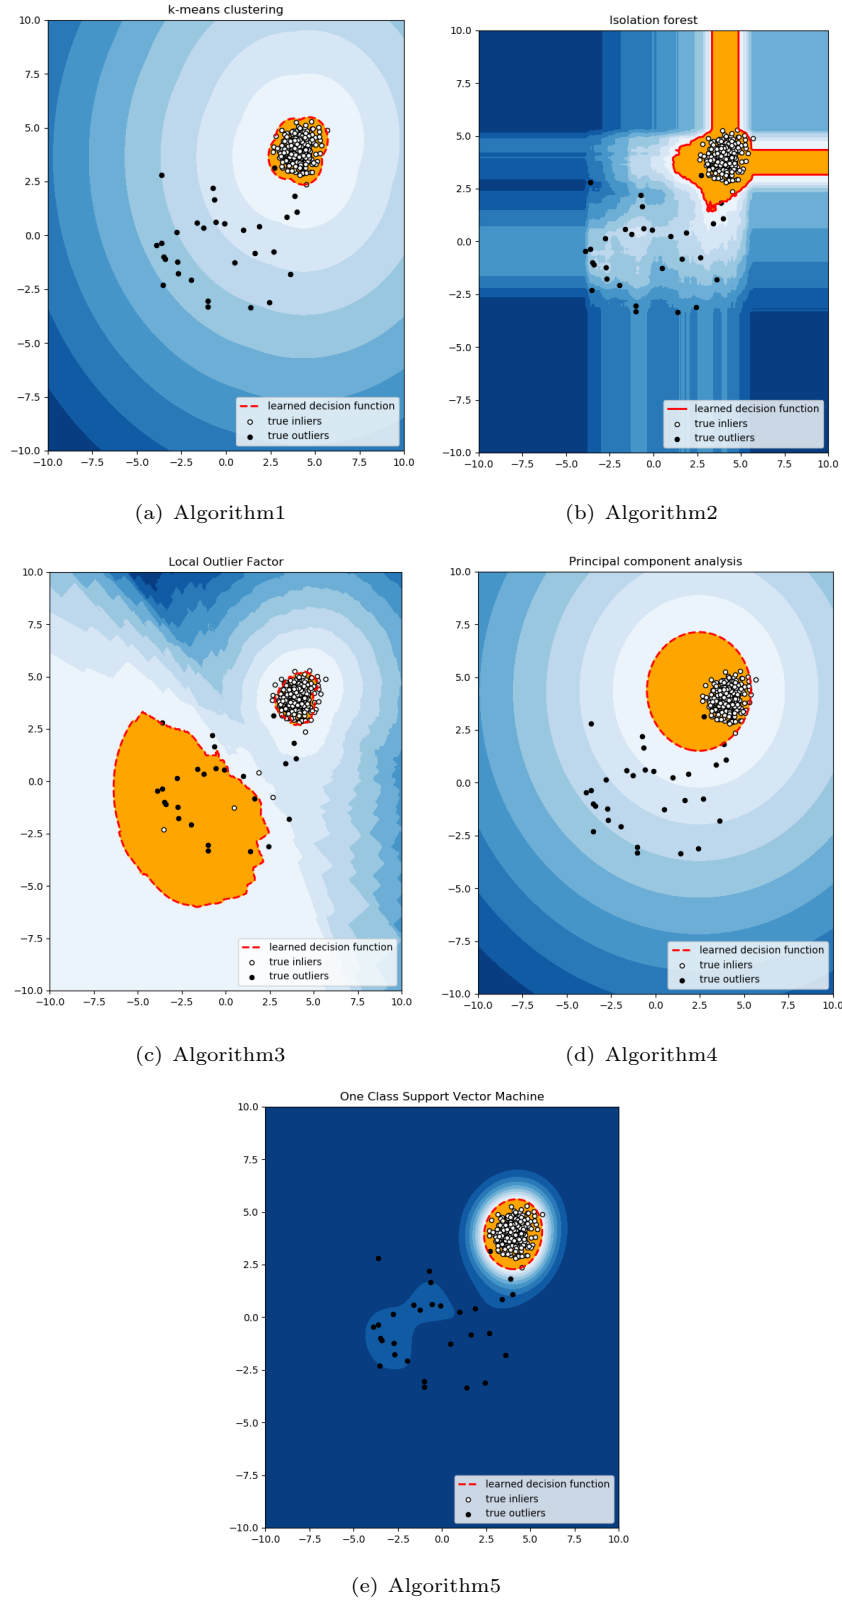 k-means clustering
10.0
7.5
5.0
2.5
0.0
−2.5
−5.0
−7.5
−10.0
−10.0 −7.5 −5.0 −2.5 0.0 2.5 5.0 7.5 10.0
learned decision function
true inliers
true outliers
(a) Algorithm1
Isolation forest
10.0
7.5
5.0
2.5
0.0
−2.5
−5.0
−7.5
−10.0
−10.0 −7.5 −5.0 −2.5 0.0 2.5 5.0 7.5 10.0
learned decision function
true inliers
true outliers
(b) Algorithm2
Local Outlier Factor
10.0
7.5
5.0
2.5
0.0
−2.5
−5.0
−7.5
−10.0
−10.0 −7.5 −5.0 −2.5 0.0 2.5 5.0 7.5 10.0
learned decision function
true inliers
true outliers
(c) Algorithm3
Principal component analysis
10.0
7.5
5.0
2.5
0.0
−2.5
−5.0
−7.5
−10.0
−10.0 −7.5 −5.0 −2.5 0.0 2.5 5.0 7.5 10.0
learned decision function
true inliers
true outliers
(d) Algorithm4
One Class Support Vector Machine
10.0
7.5
5.0
2.5
0.0
−2.5
−5.0
−7.5
−10.0
−10.0 −7.5 −5.0 −2.5 0.0 2.5 5.0 7.5 10.0
learned decision function
true inliers
true outliers
(e) Algorithm5